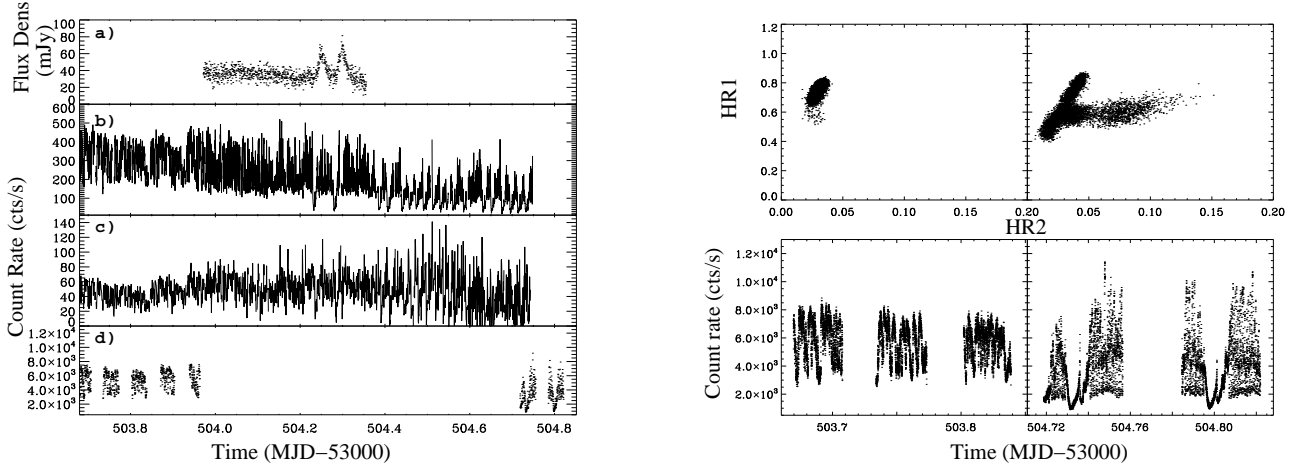 Flux Dens
(mJy)
100
80
60
40
20
0
a)
600
500
400
300
200
100
b)
Count Rate (cts/s)
140
120
100
80
60
40
20
0
c)
1.2×10⁴
1.0×10⁴
8.0×10³
6.0×10³
4.0×10³
2.0×10³
d)
503.8 504.0 504.2 504.4 504.6 504.8
Time (MJD−53000)
HR1
1.2
1.0
0.8
0.6
0.4
0.2
0.0
0.00 0.05 0.10 0.15 0.20 0.05 0.10 0.15 0.20
HR2
Count rate (cts/s)
1.2×10⁴
1.0×10⁴
8.0×10³
6.0×10³
4.0×10³
2.0×10³
503.7 503.8 504.72 504.76 504.80
Time (MJD−53000)